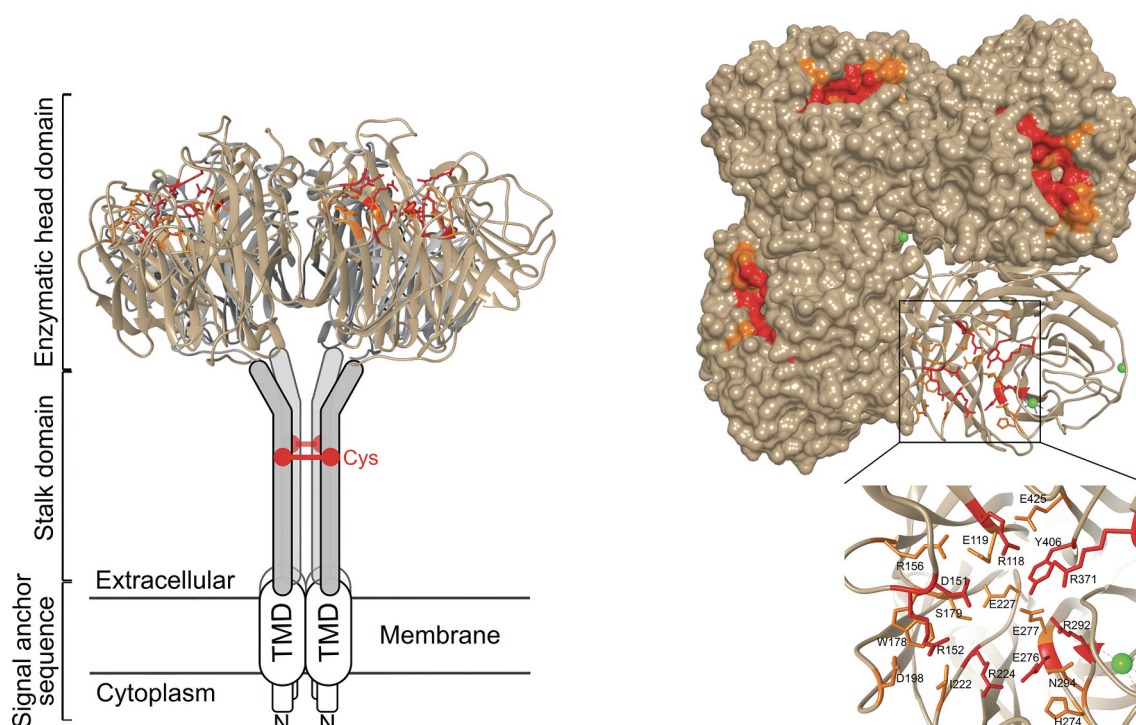 Enzymatic head domain
Stalk domain
Signal anchor
sequence
Cys
Extracellular
TMD
TMD
Membrane
Cytoplasm
N
N
E425
E119
Y406
R156
R118
D151
R371
S179
E227
E277
R292
W178
R152
E276
R224
N294
D198
I222
H274